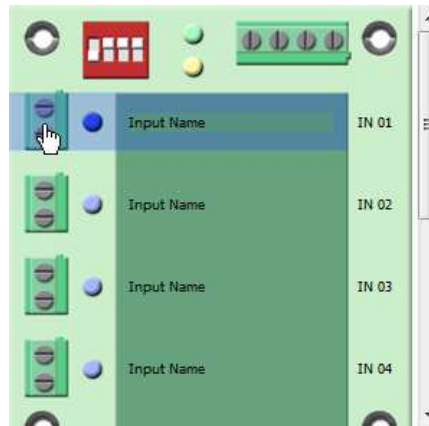 Input Name IN 01
Input Name IN 02
Input Name IN 03
Input Name IN 04